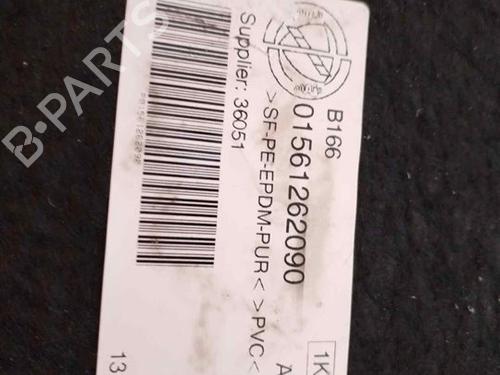 B166
01561262090
>SF-PE-EPDM-PUR< >PVC<
Supplier: 36051
A
1K
13
B-PARTS